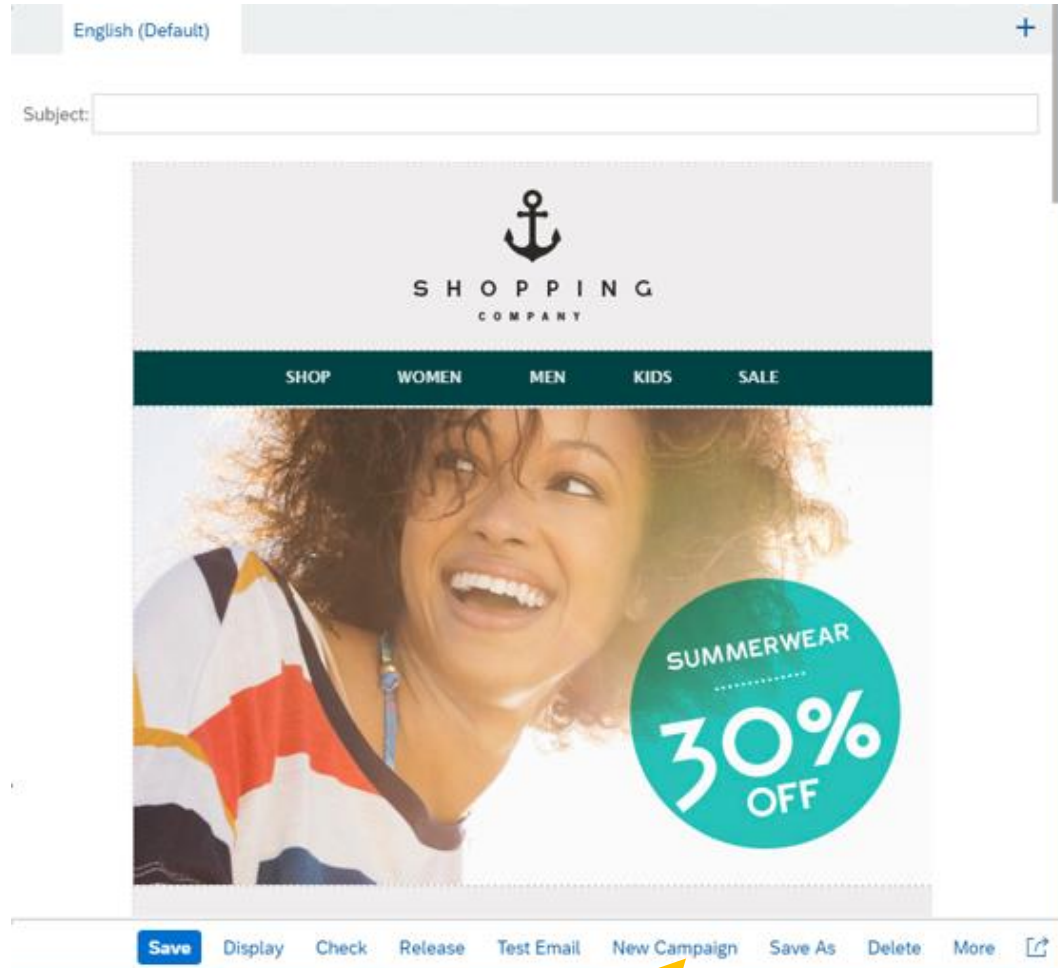 English (Default) +
Subject:
SHOPPING
COMPANY
SHOP WOMEN MEN KIDS SALE
SUMMERWEAR
30%
OFF
Save Display Check Release Test Email New Campaign Save As Delete More